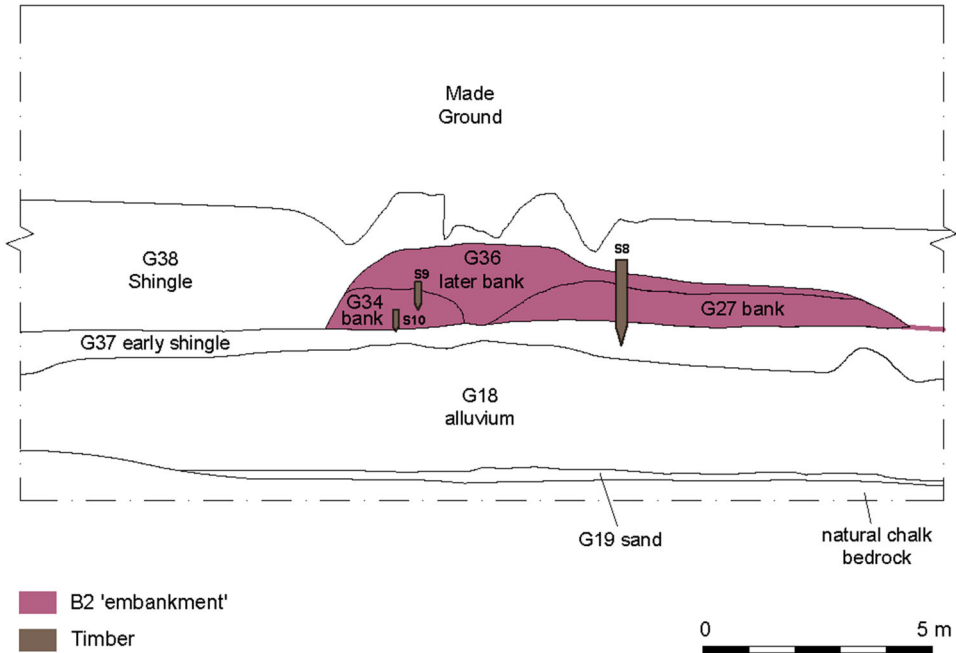 Made
Ground
G38
Shingle
G36
later bank
S8
S9
G34
bank
S10
G27 bank
G37 early shingle
G18
alluvium
G19 sand
natural chalk
bedrock
B2 'embankment'
Timber
0
5 m